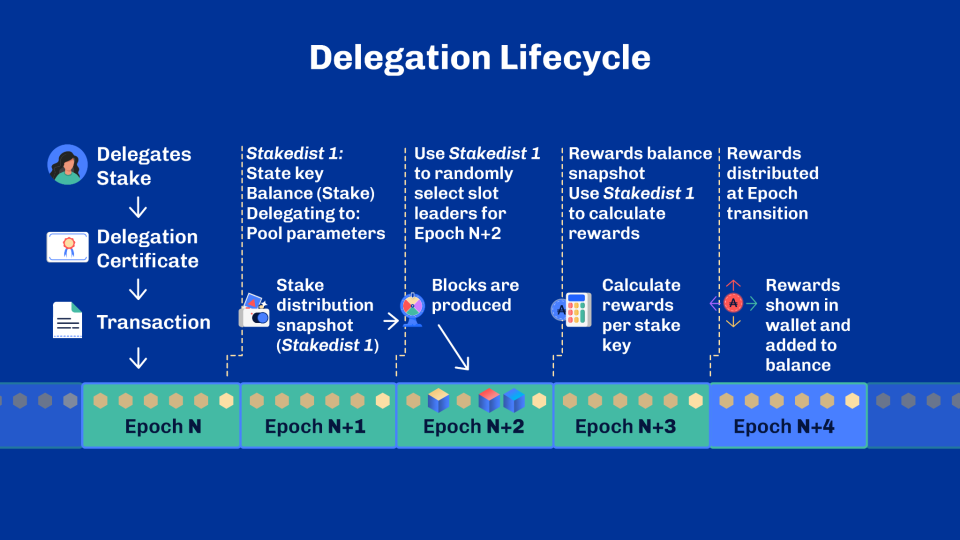 Delegation Lifecycle
Delegates
Stake
Delegation
Certificate
Transaction
Stakedist 1:
State key
Balance (Stake)
Delegating to:
Pool parameters
Stake
distribution
snapshot
(Stakedist 1)
Use Stakedist 1
to randomly
select slot
leaders for
Epoch N+2
Blocks are
produced
Rewards balance
snapshot
Use Stakedist 1
to calculate
rewards
Calculate
rewards
per stake
key
Rewards
distributed
at Epoch
transition
Rewards
shown in
wallet and
added to
balance
Epoch N
Epoch N+1
Epoch N+2
Epoch N+3
Epoch N+4